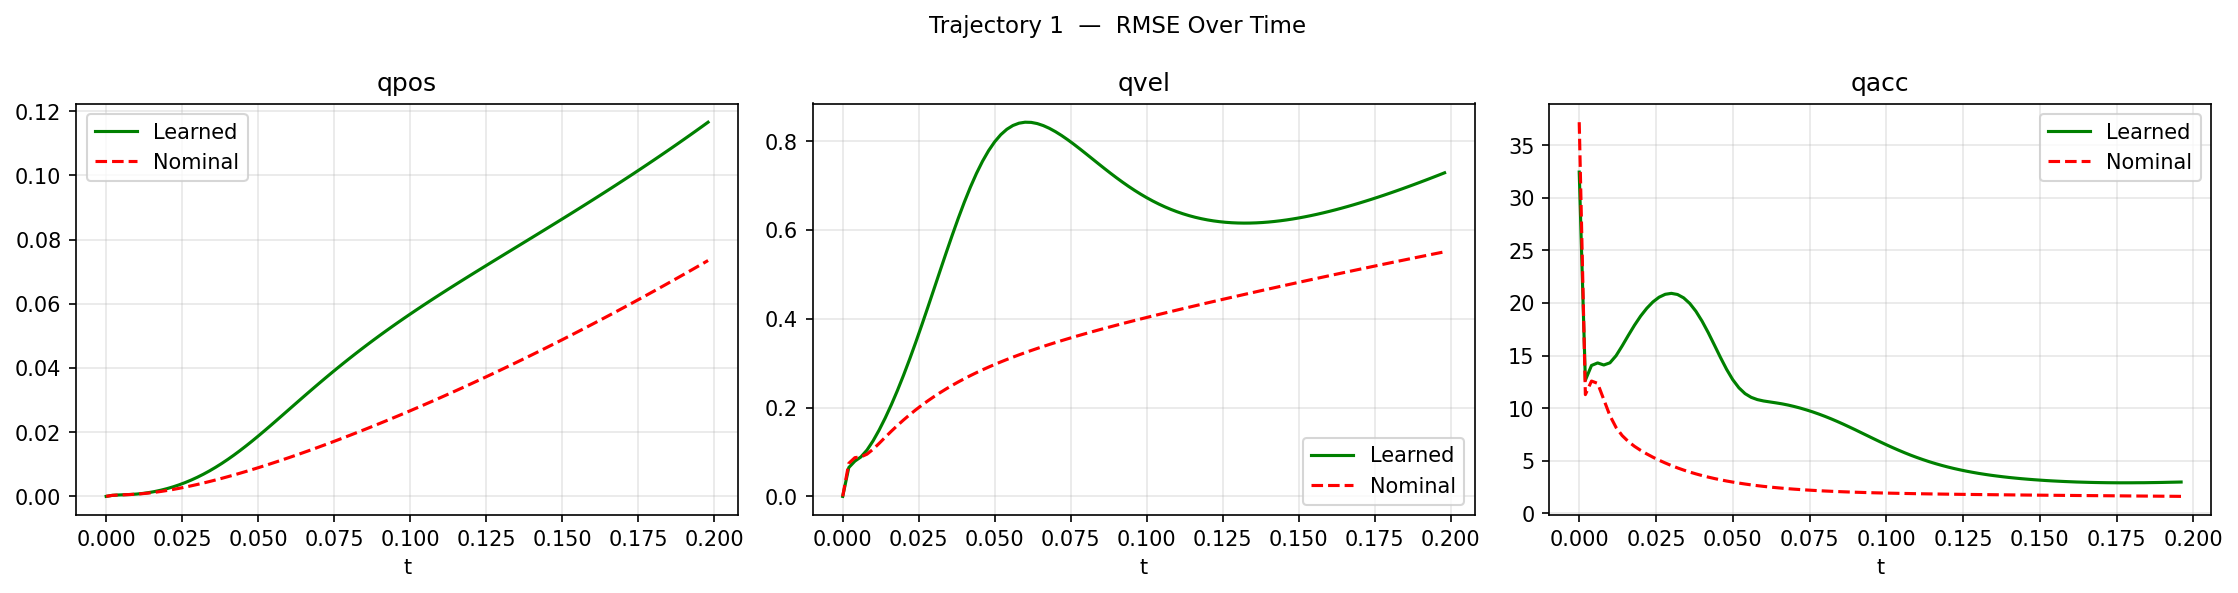 Trajectory 1 — RMSE Over Time
qpos
0.12
0.10
0.08
0.06
0.04
0.02
0.00
Learned
Nominal
0.000 0.025 0.050 0.075 0.100 0.125 0.150 0.175 0.200
t
qvel
0.8
0.6
0.4
0.2
0.0
Learned
Nominal
0.000 0.025 0.050 0.075 0.100 0.125 0.150 0.175 0.200
t
qacc
35
30
25
20
15
10
5
0
Learned
Nominal
0.000 0.025 0.050 0.075 0.100 0.125 0.150 0.175 0.200
t